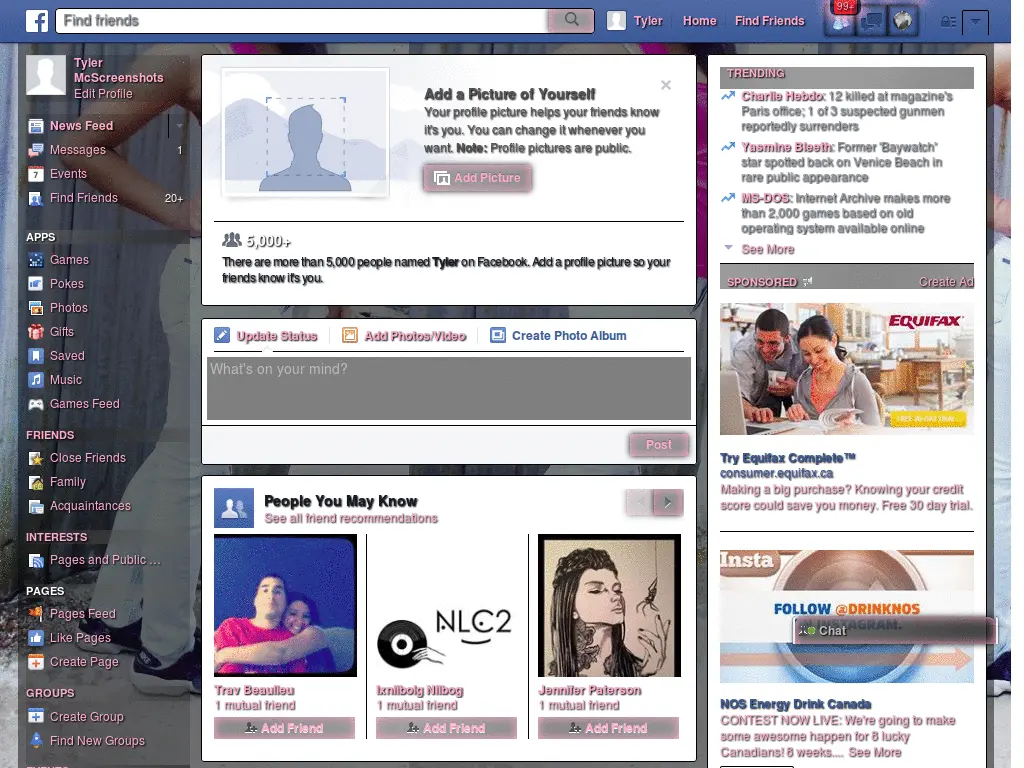 Find friends
Tyler
Home
Find Friends
99+
Tyler
McScreenshots
Edit Profile
News Feed
Messages
1
7
Events
Find Friends
20+
APPS
Games
Pokes
Photos
Gifts
Saved
Music
Games Feed
FRIENDS
Close Friends
Family
Acquaintances
INTERESTS
Pages and Public ...
PAGES
Pages Feed
Like Pages
Create Page
GROUPS
Create Group
Find New Groups
Add a Picture of Yourself
Your profile picture helps your friends know
it's you. You can change it whenever you
want. Note: Profile pictures are public.
Add Picture
5,000+
There are more than 5,000 people named Tyler on Facebook. Add a profile picture so your
friends know it's you.
Update Status
Add Photos/Video
Create Photo Album
What's on your mind?
Post
People You May Know
See all friend recommendations
NLC2
Trav Beaulieu
1 mutual friend
Add Friend
Ixnilbolg Nilbog
1 mutual friend
Add Friend
Jennifer Paterson
1 mutual friend
Add Friend
TRENDING
Charlie Hebdo: 12 killed at magazine's
Paris office; 1 of 3 suspected gunmen
reportedly surrenders
Yasmine Bleeth: Former 'Baywatch'
star spotted back on Venice Beach in
rare public appearance
MS-DOS: Internet Archive makes more
than 2,000 games based on old
operating system available online
See More
SPONSORED
Create Ad
EQUIFAX
Try Equifax Complete™
consumer.equifax.ca
Making a big purchase? Knowing your credit
score could save you money. Free 30 day trial.
Insta
FOLLOW @DRINKNOS
Chat
NOS Energy Drink Canada
CONTEST NOW LIVE: We're going to make
some awesome happen for 6 lucky
Canadians! 6 weeks.... See More